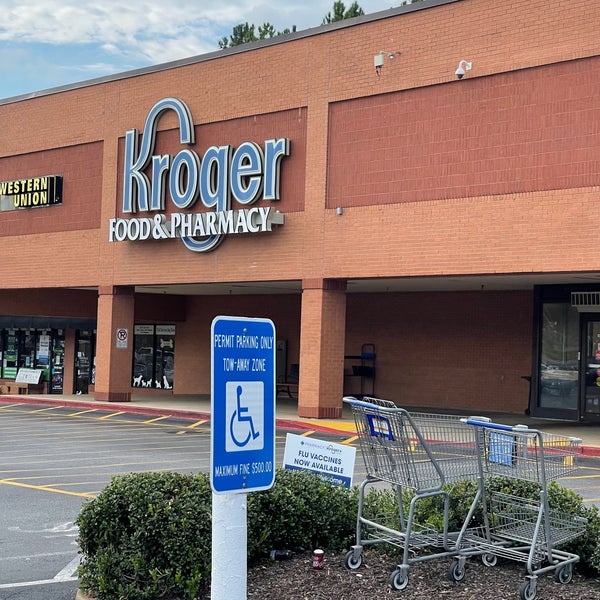 WESTERN
UNION
Kroger
FOOD & PHARMACY
PERMIT PARKING ONLY
TOW-AWAY ZONE
MAXIMUM FINE $500.00
PHARMACY
FLU VACCINES
NOW AVAILABLE